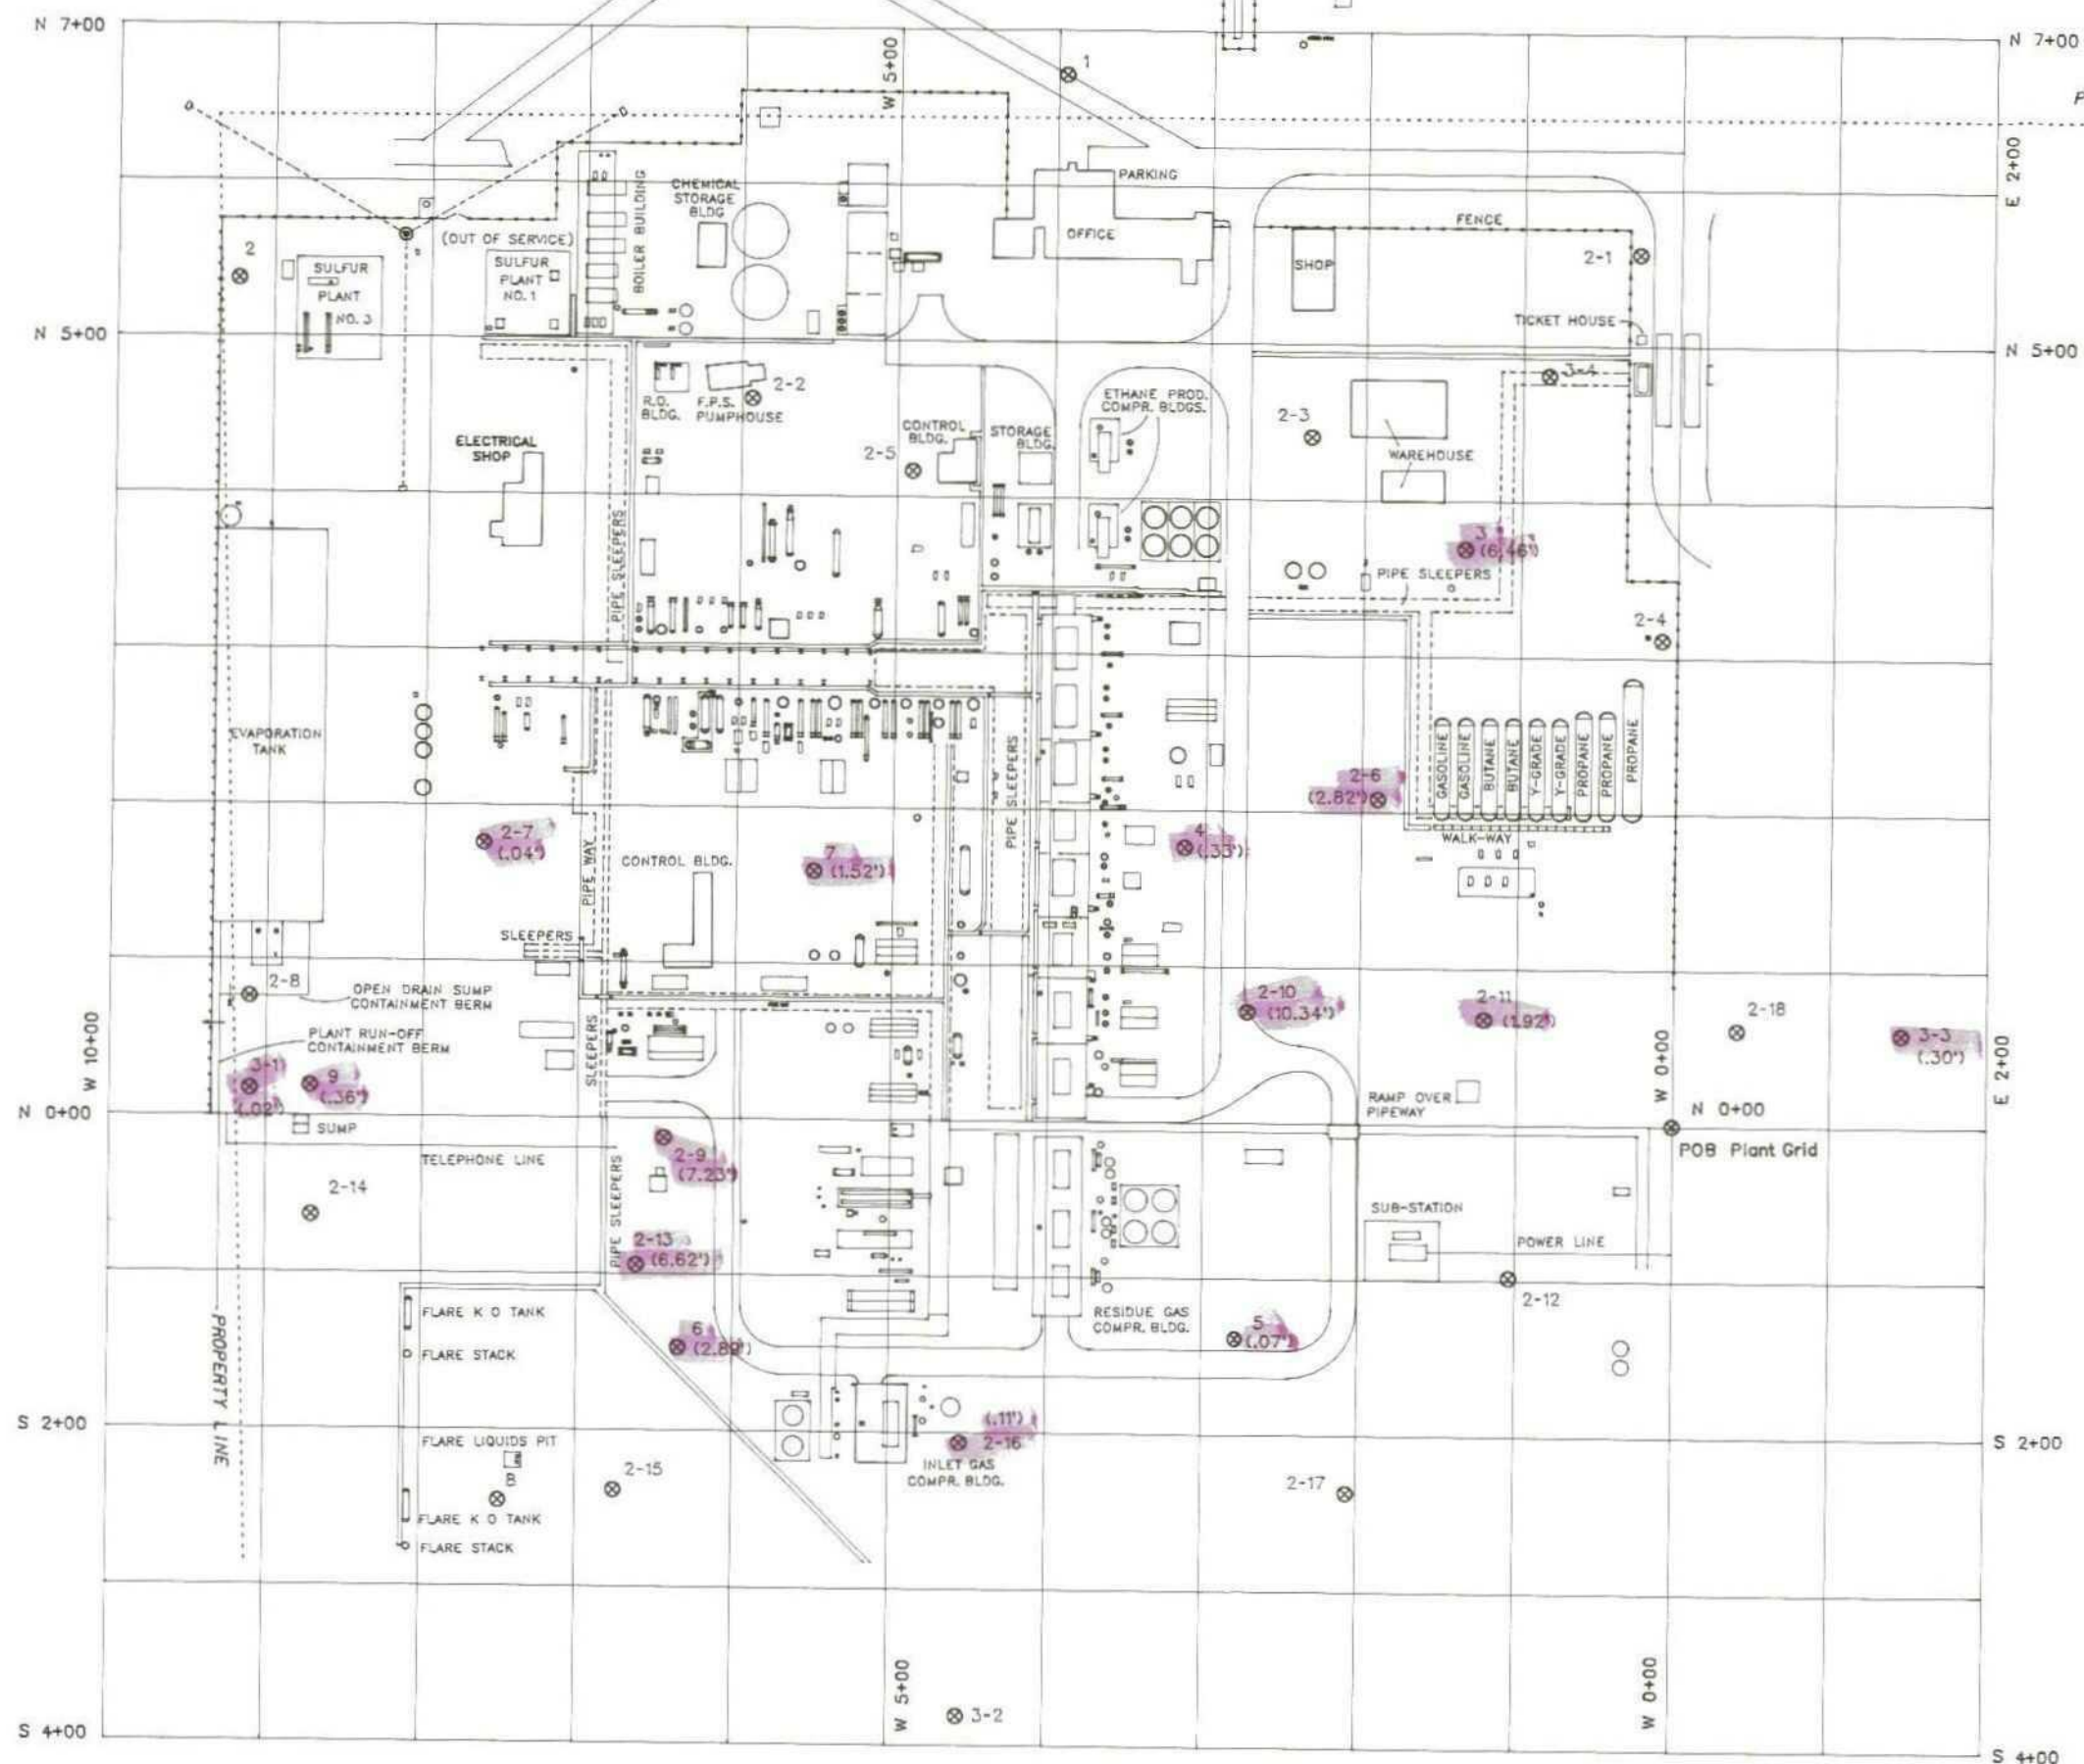 N 7+00
W 5+00
1
N 7+00
P
E 2+00
CHEMICAL
STORAGE
BLDG
BOILER BUILDING
PARKING
OFFICE
FENCE
2
(OUT OF SERVICE)
SULFUR
PLANT
NO. 3
SULFUR
PLANT
NO. 1
SHOP
2-1
TICKET HOUSE
N 5+00
N 5+00
R.O.
BLDG.
F.P.S.
PUMPHOUSE
2-2
ETHANE PROD.
COMPR. BLDGS.
3-4
2-3
ELECTRICAL
SHOP
2-5
CONTROL
BLDG.
STORAGE
BLDG.
WAREHOUSE
PIPE SLEEPERS
3
(6.46')
PIPE SLEEPERS
2-4
EVAPORATION
TANK
PIPE SLEEPERS
GASOLINE
GASOLINE
BUTANE
BUTANE
Y-GRADE
Y-GRADE
PROPANE
PROPANE
PROPANE
2-6
(2.82')
2-7
(.04')
PIPE WAY
CONTROL BLDG.
7
(1.52')
4
(.33')
WALK-WAY
SLEEPERS
2-8
OPEN DRAIN SUMP
CONTAINMENT BERM
2-10
(10.34')
2-11
(1.92')
2-18
3-3
(.30')
W 10+00
PLANT RUN-OFF
CONTAINMENT BERM
SLEEPERS
W 0+00
E 2+00
3-1
(.02')
9
(.36')
RAMP OVER
PIPEWAY
N 0+00
N 0+00
SUMP
POB Plant Grid
TELEPHONE LINE
2-9
(7.23')
2-14
PIPE SLEEPERS
SUB-STATION
2-13
(6.62')
POWER LINE
2-12
PROPERTY LINE
FLARE K O TANK
FLARE STACK
6
(2.89')
RESIDUE GAS
COMPR. BLDG.
5
(.07')
S 2+00
(.11')
2-16
S 2+00
FLARE LIQUIDS PIT
8
2-15
INLET GAS
COMPR. BLDG.
2-17
FLARE K O TANK
FLARE STACK
W 5+00
W 0+00
3-2
S 4+00
S 4+00